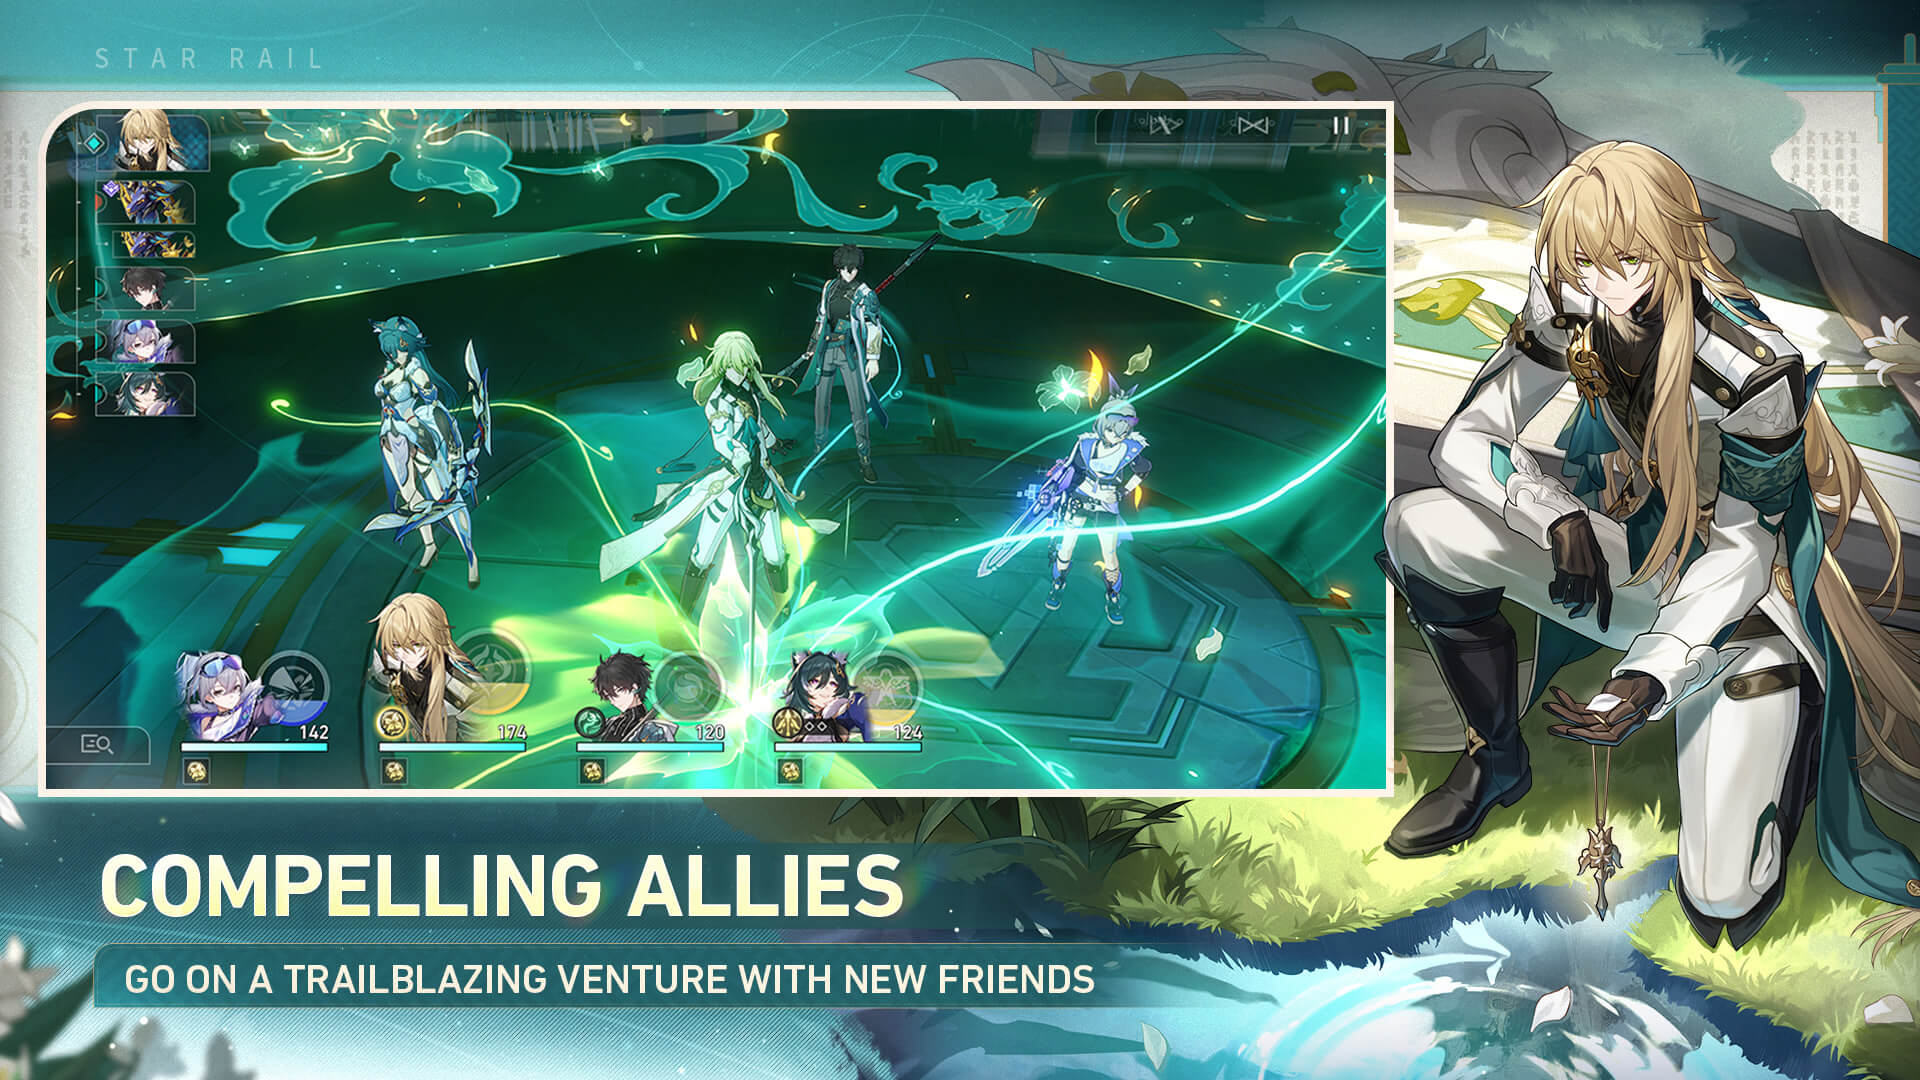 STAR RAIL
142
174
120
124
COMPELLING ALLIES
GO ON A TRAILBLAZING VENTURE WITH NEW FRIENDS